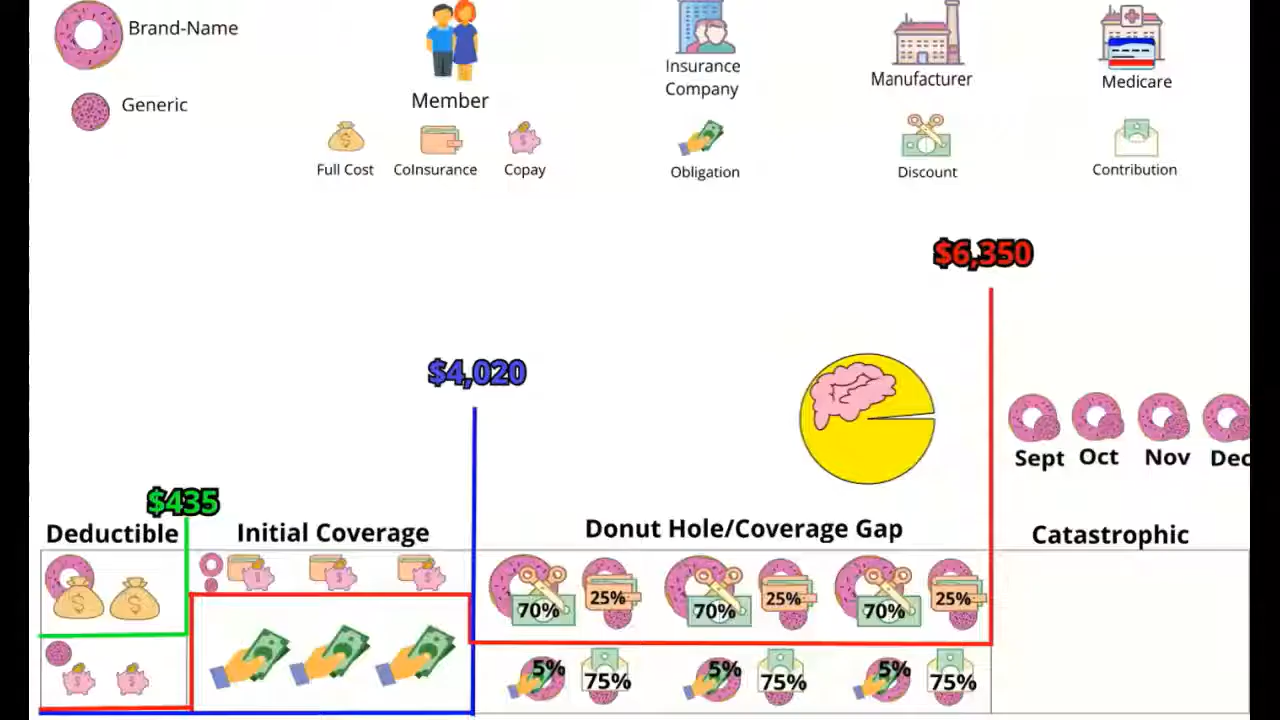 Brand-Name
Generic
Member
Insurance
Company
Manufacturer
Medicare
Full Cost
CoInsurance
Copay
Obligation
Discount
Contribution
$6,350
$4,020
$435
Sept
Oct
Nov
Dec
Deductible
Initial Coverage
Donut Hole/Coverage Gap
Catastrophic
70%
25%
70%
25%
70%
25%
5%
75%
5%
75%
5%
75%